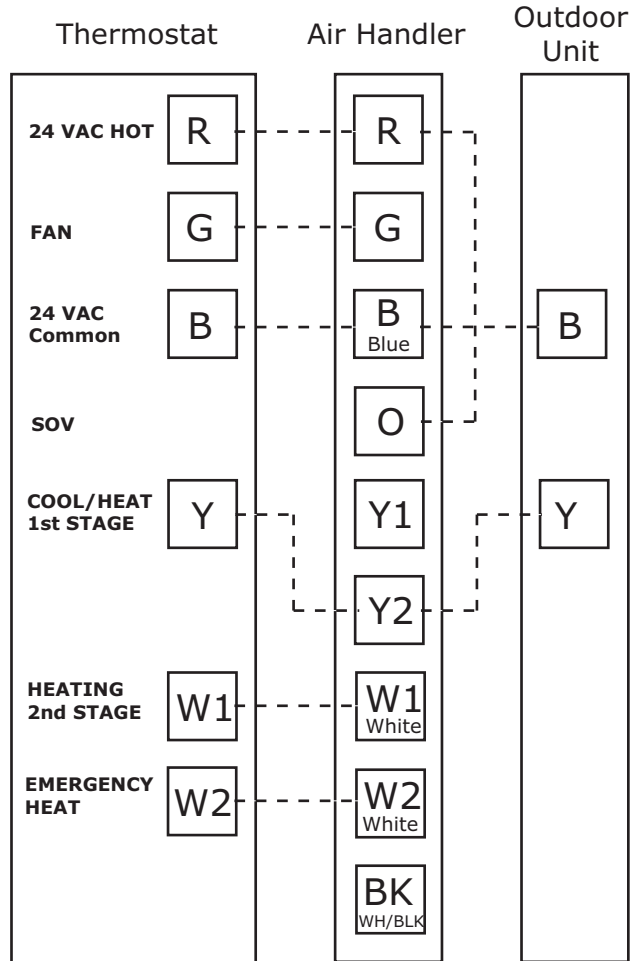 Thermostat
Air Handler
Outdoor
Unit
24 VAC HOT
R
R
FAN
G
G
24 VAC
Common
B
B
Blue
B
SOV
O
COOL/HEAT
1st STAGE
Y
Y1
Y
Y2
HEATING
2nd STAGE
W1
W1
White
EMERGENCY
HEAT
W2
W2
White
BK
WH/BLK